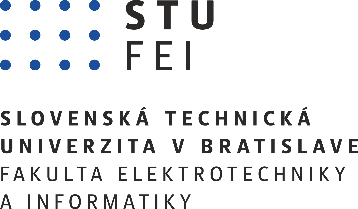 STU
FEI
SLOVENSKÁ TECHNICKÁ
UNIVERZITA V BRATISLAVE
FAKULTA ELEKTROTECHNIKY
A INFORMATIKY